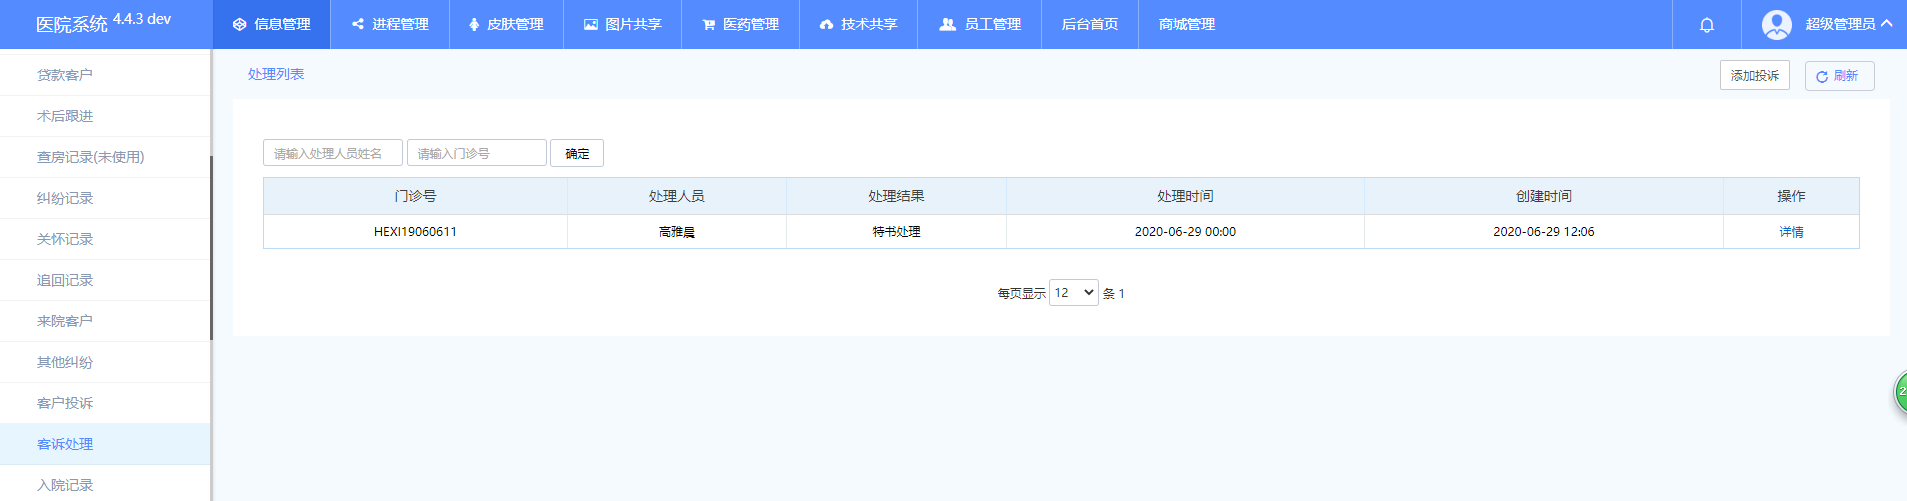 医院系统 4.4.3 dev
信息管理 进程管理 皮肤管理 图片共享 医药管理 技术共享 员工管理 后台首页 商城管理 超级管理员
贷款客户
术后跟进
查房记录(未使用)
纠纷记录
关怀记录
追回记录
来院客户
其他纠纷
客户投诉
客诉处理
入院记录
处理列表 添加投诉 刷新
请输入处理人员姓名 请输入门诊号 确定
门诊号 处理人员 处理结果 处理时间 创建时间 操作
HEXI19060611 高雅晨 特书处理 2020-06-29 00:00 2020-06-29 12:06 详情
每页显示 12 条 1